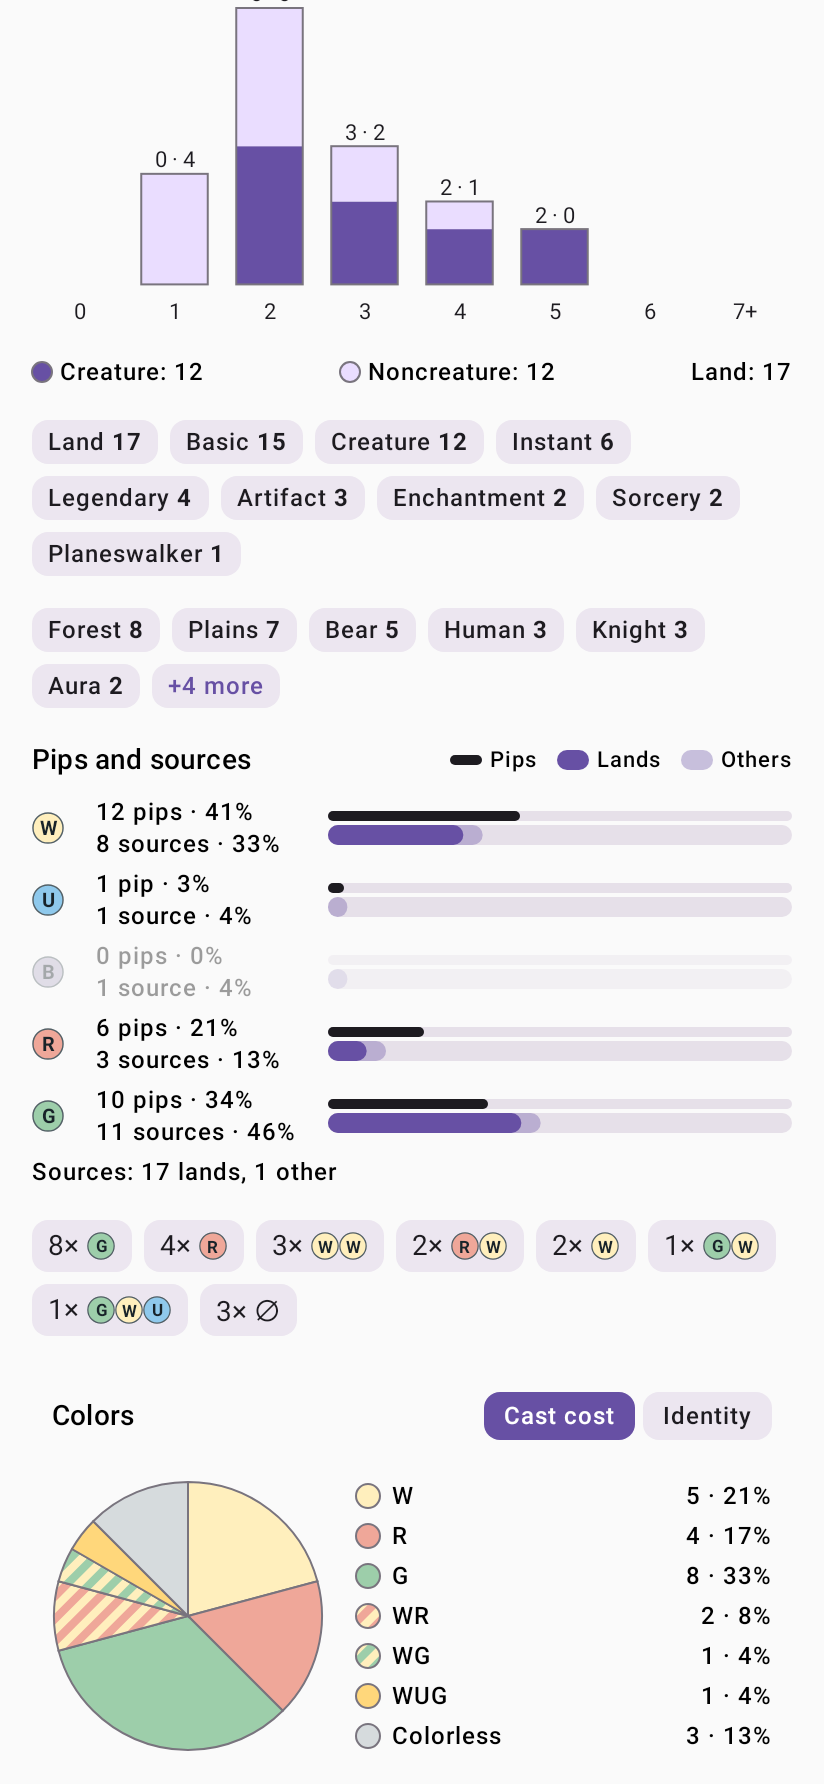 0 · 4
3 · 2
2 · 1
2 · 0
0 1 2 3 4 5 6 7+
Creature: 12 Noncreature: 12 Land: 17
Land 17 Basic 15 Creature 12 Instant 6
Legendary 4 Artifact 3 Enchantment 2 Sorcery 2
Planeswalker 1
Forest 8 Plains 7 Bear 5 Human 3 Knight 3
Aura 2 +4 more
Pips and sources Pips Lands Others
W 12 pips · 41%
8 sources · 33%
U 1 pip · 3%
1 source · 4%
B 0 pips · 0%
1 source · 4%
R 6 pips · 21%
3 sources · 13%
G 10 pips · 34%
11 sources · 46%
Sources: 17 lands, 1 other
8× G 4× R 3× W W 2× R W 2× W 1× G W
1× G W U 3× ∅
Colors Cast cost Identity
W 5 · 21%
R 4 · 17%
G 8 · 33%
WR 2 · 8%
WG 1 · 4%
WUG 1 · 4%
Colorless 3 · 13%